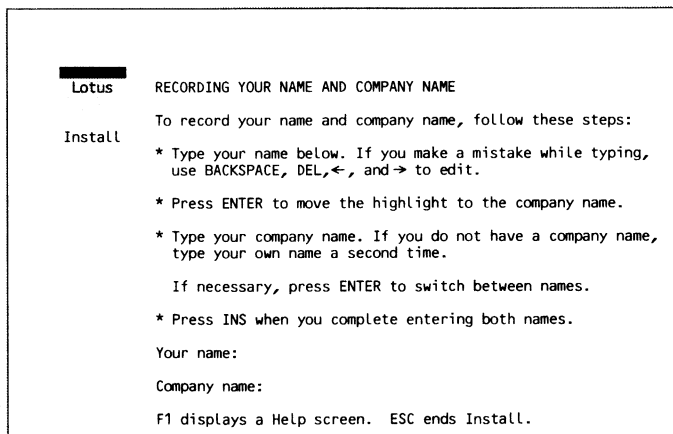 Lotus
Install
RECORDING YOUR NAME AND COMPANY NAME
To record your name and company name, follow these steps:
* Type your name below. If you make a mistake while typing,
use BACKSPACE, DEL,←, and → to edit.
* Press ENTER to move the highlight to the company name.
* Type your company name. If you do not have a company name,
type your own name a second time.
If necessary, press ENTER to switch between names.
* Press INS when you complete entering both names.
Your name:
Company name:
F1 displays a Help screen. ESC ends Install.